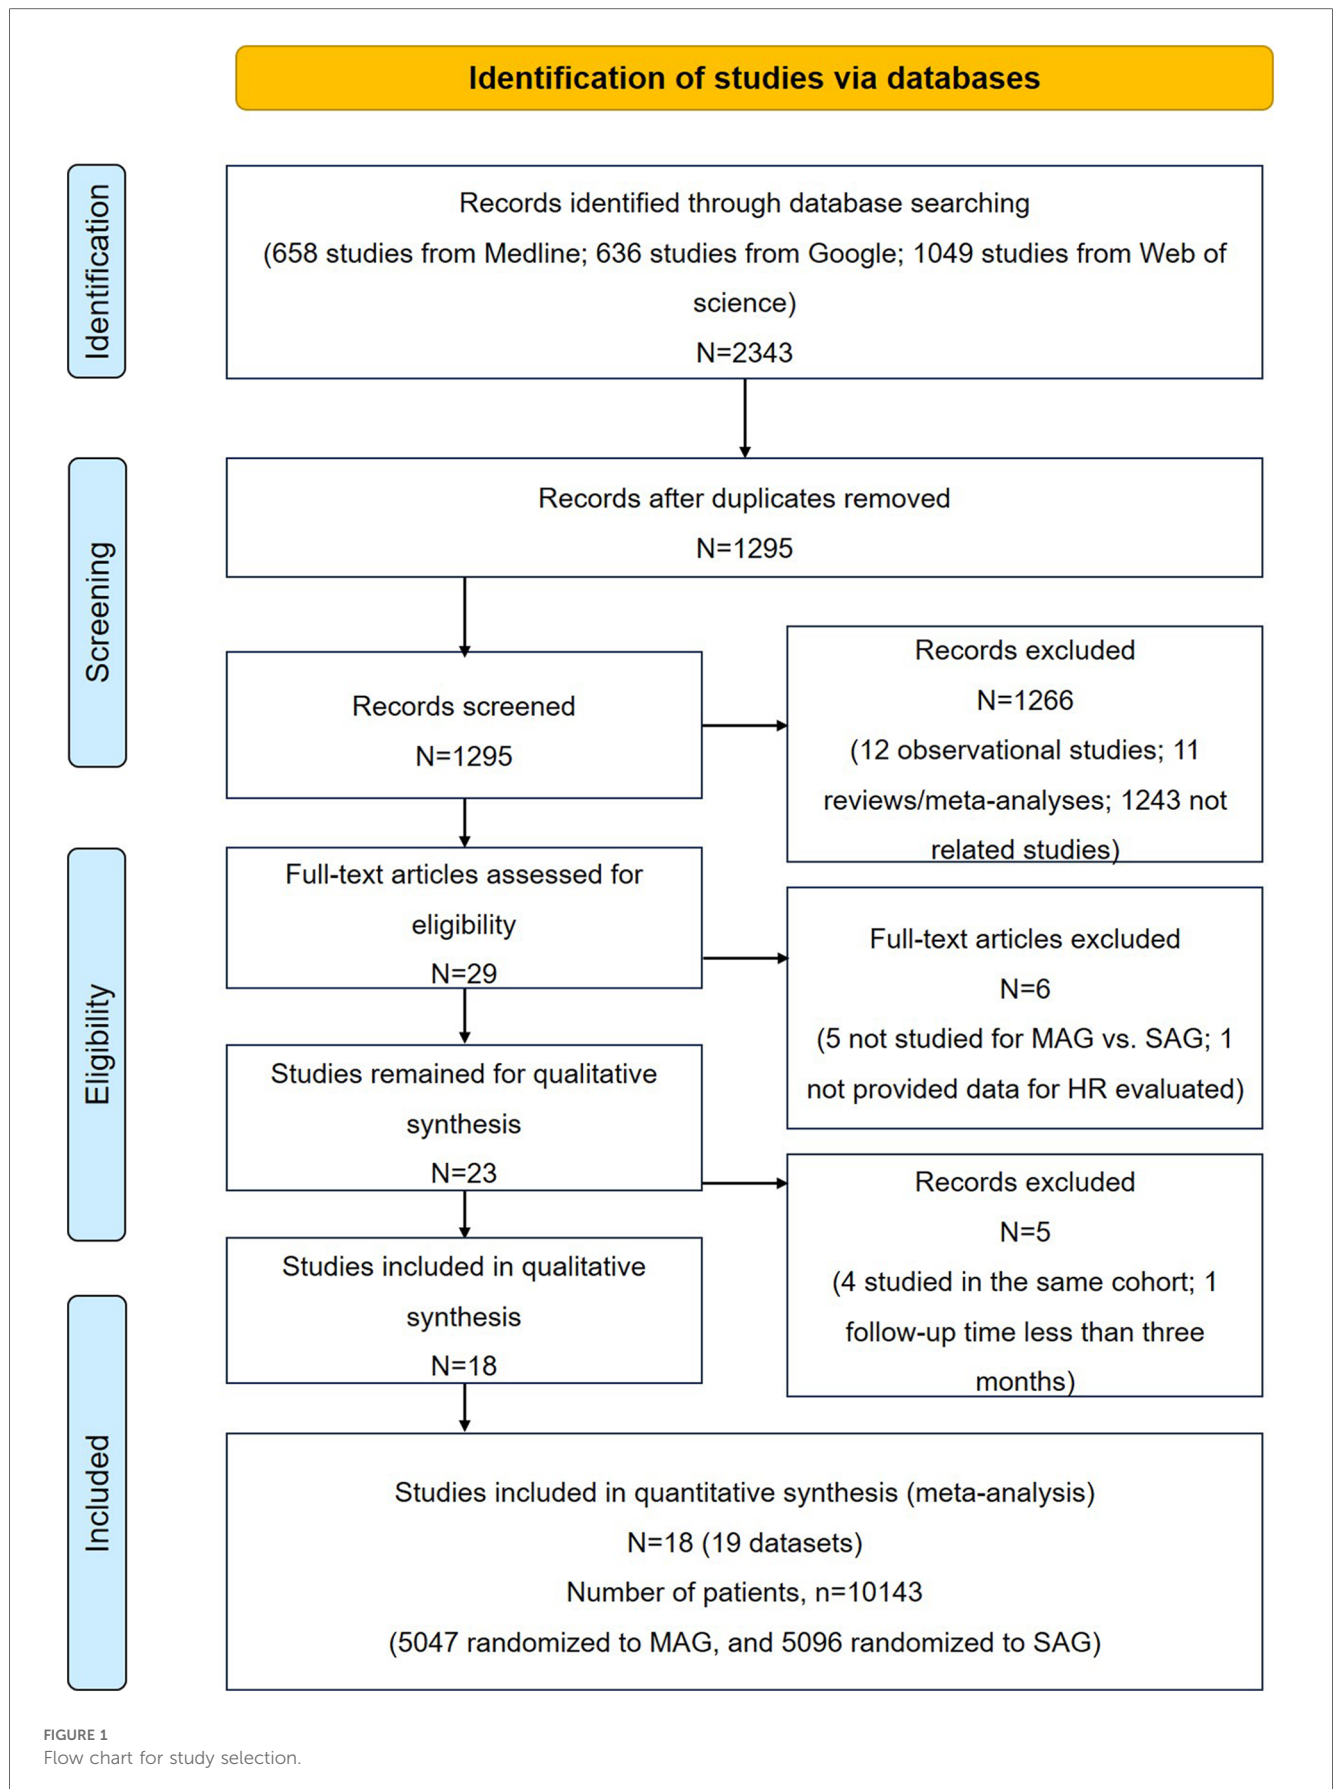 Identification of studies via databases
Identification
Records identified through database searching
(658 studies from Medline; 636 studies from Google; 1049 studies from Web of
science)
N=2343
Screening
Records after duplicates removed
N=1295
Records screened
N=1295
Records excluded
N=1266
(12 observational studies; 11
reviews/meta-analyses; 1243 not
related studies)
Eligibility
Full-text articles assessed for
eligibility
N=29
Full-text articles excluded
N=6
(5 not studied for MAG vs. SAG; 1
not provided data for HR evaluated)
Studies remained for qualitative
synthesis
N=23
Records excluded
N=5
(4 studied in the same cohort; 1
follow-up time less than three
months)
Studies included in qualitative
synthesis
N=18
Included
Studies included in quantitative synthesis (meta-analysis)
N=18 (19 datasets)
Number of patients, n=10143
(5047 randomized to MAG, and 5096 randomized to SAG)
FIGURE 1
Flow chart for study selection.